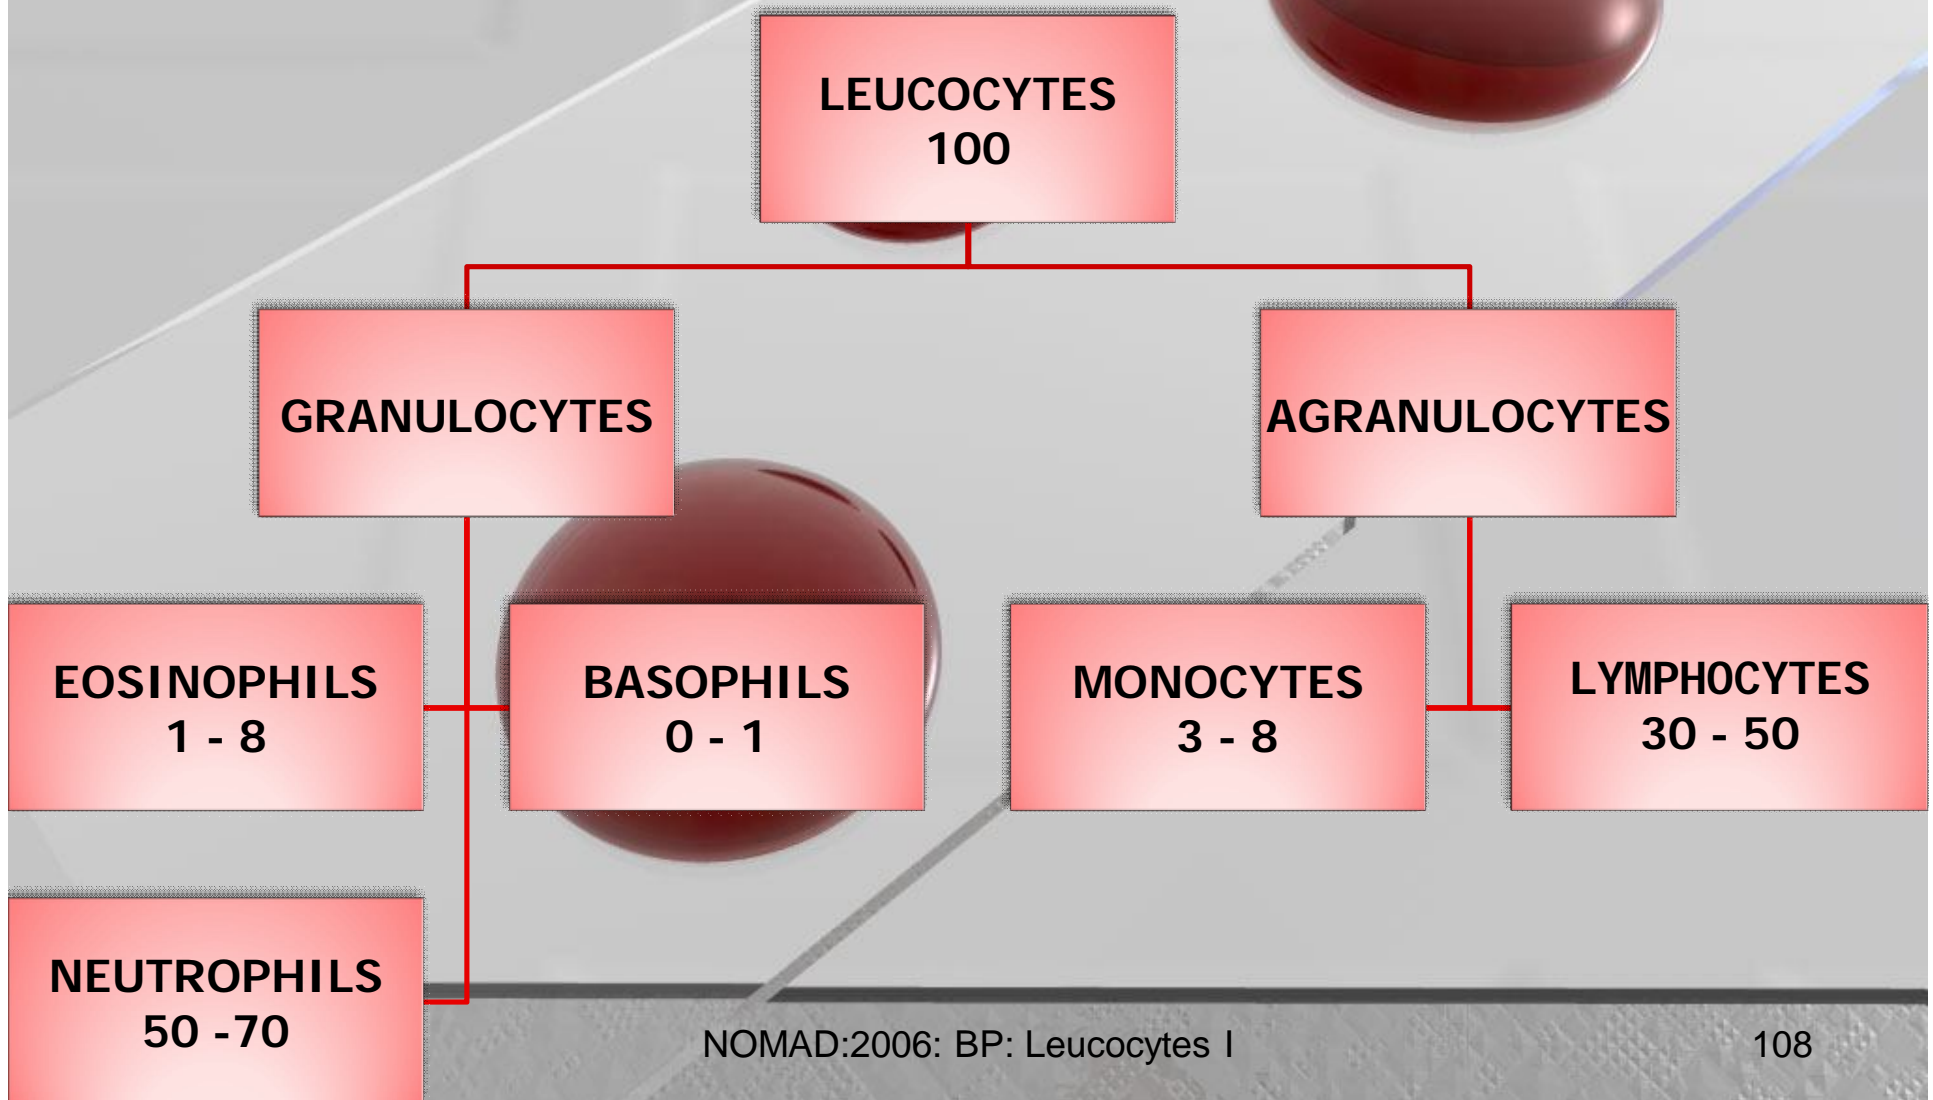 LEUCOCYTES
100
GRANULOCYTES
AGRANULOCYTES
EOSINOPHILS
1 - 8
BASOPHILS
0 - 1
MONOCYTES
3 - 8
LYMPHOCYTES
30 - 50
NEUTROPHILS
50 -70
NOMAD:2006: BP: Leucocytes I
108